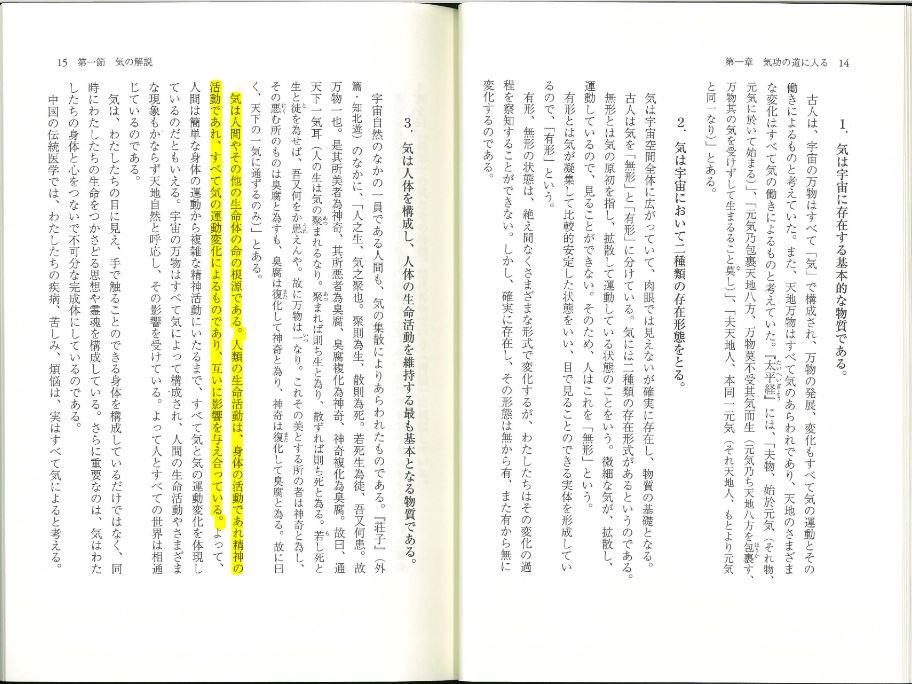 第一章　気功の道に入る　14
1．気は宇宙に存在する基本的な物質である。
古人は、宇宙の万物はすべて「気」で構成され、万物の発展、変化もすべて気の運動とその
働きによるものと考えていた。また、天地万物はすべて気のあらわれであり、天地のさまざま
な変化はすべて気の働きによるものと考えていた。『太平経』には、「夫物、始於元気（それ物、
元気に於いて始まる）」、「元気乃包裹天地八方、万物莫不受其気而生（元気乃ち天地八方を包裹す、
万物其の気を受けずして生まるること莫し）」、「夫天地人、本同一元気（それ天地人、もとより元気
と同一なり）」とある。
2．気は宇宙において二種類の存在形態をとる。
気は宇宙空間全体に広がっていて、肉眼では見えないが確実に存在し、物質の基礎となる。
古人は気を「無形」と「有形」に分けている。気には二種類の存在形式があるというのである。
無形とは気の原初を指し、拡散して運動している状態のことをいう。微細な気が、拡散し、
運動しているので、見ることができない。そのため、人はこれを「無形」という。
有形とは気が凝集して比較的安定した状態をいい、目で見ることのできる実体を形成してい
るので、「有形」という。
有形、無形の状態は、絶え間なくさまざまな形式で変化するが、わたしたちはその変化の過
程を察知することができない。しかし、確実に存在し、その形態は無から有、また有から無に
変化するのである。
15　第一節　気の解説
3．気は人体を構成し、人体の生命活動を維持する最も基本となる物質である。
宇宙自然のなかの一員である人間も、気の集散によりあらわれたものである。『荘子』「外
篇・知北遊）のなかに、「人之生、気之聚也。聚則為生、散則為死。若死生為徒、吾又何患。故
万物一也。是其所美者為神奇、其所悪者為臭腐、臭腐複化為神奇、神奇複化為臭腐。故曰、通
天下一気耳（人の生は気の聚まれるなり。聚まれば則ち生と為り、散ずれば則ち死と為る。若し死と
生と徒を為せば、吾又何をか患えんや。故に万物は一なり。これその美とする所の者は神奇と為し、
その悪む所のものは臭腐と為すも、臭腐は復化して神奇と為り、神奇は復化して臭腐と為る。故に曰
く、天下の一気に通ずるのみ」とある。
気は人間やその他の生命体の命の根源である。人類の生命活動は、身体の活動であれ精神の
活動であれ、すべて気の運動変化によるものであり、互いに影響を与え合っている。よって、
人間は簡単な身体の運動から複雑な精神活動にいたるまで、すべて気と気の運動変化を体現し
ているのだともいえる。宇宙の万物はすべて気によって構成され、人間の生命活動やさまざま
な現象もかならず天地自然と呼応し、その影響を受けている。よって人とすべての世界は相通
じているのである。
気は、わたしたちの目に見え、手で触ることのできる身体を構成しているだけではなく、同
時にわたしたちの生命をつかさどる思想や霊魂を構成している。さらに重要なのは、気はわた
したちの身体と心をつないで不可分な完成体にしているのである。
中国の伝統医学では、わたしたちの疾病、苦しみ、煩悩は、実はすべて気によると考える。